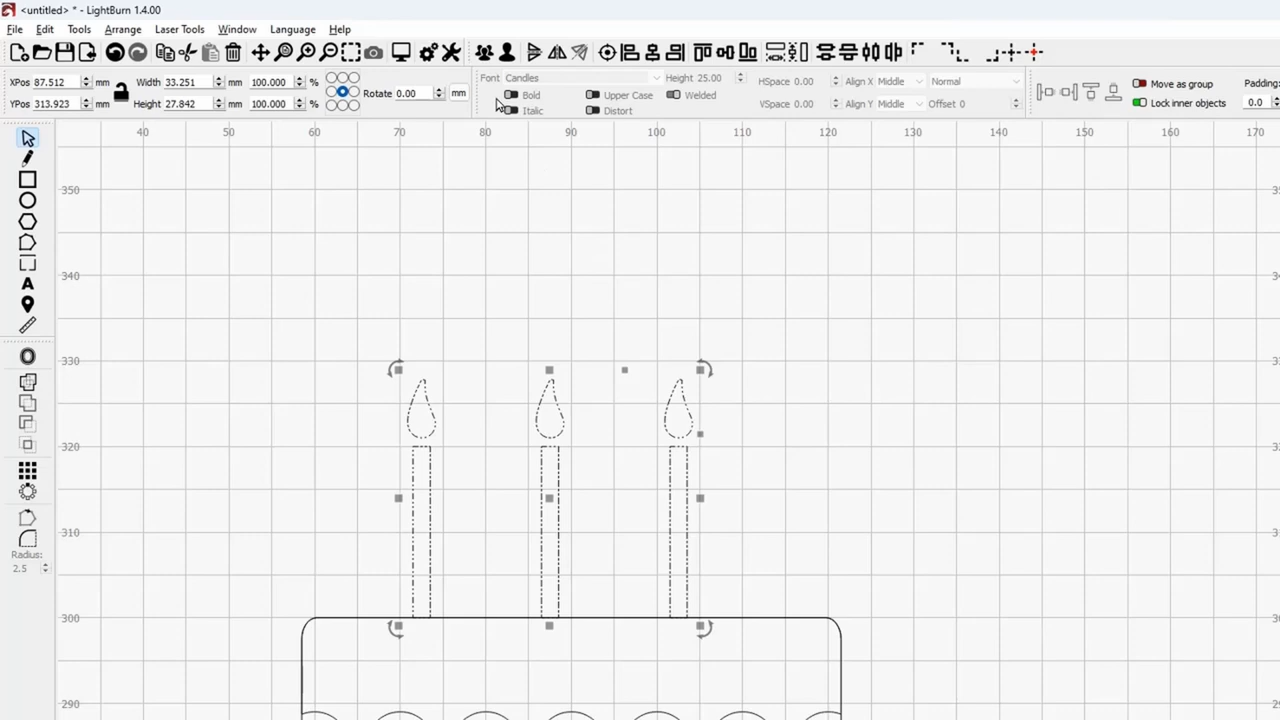 <untitled> * - LightBurn 1.4.00
File Edit Tools Arrange Laser Tools Window Language Help
XPos 87.512 mm Width 33.251 mm 100.000 %
YPos 313.923 mm Height 27.842 mm 100.000 %
Rotate 0.00 mm
Font Candles Height 25.00 HSpace 0.00 Align X Middle Normal
Bold Upper Case Welded
Italic Distort VSpace 0.00 Align Y Middle Offset 0
Move as group Padding:
Lock inner objects 0.0
40 50 60 70 80 90 100 110 120 130 140 150 160 170
350
340
330
320
310
300
290
A
Radius:
2.5